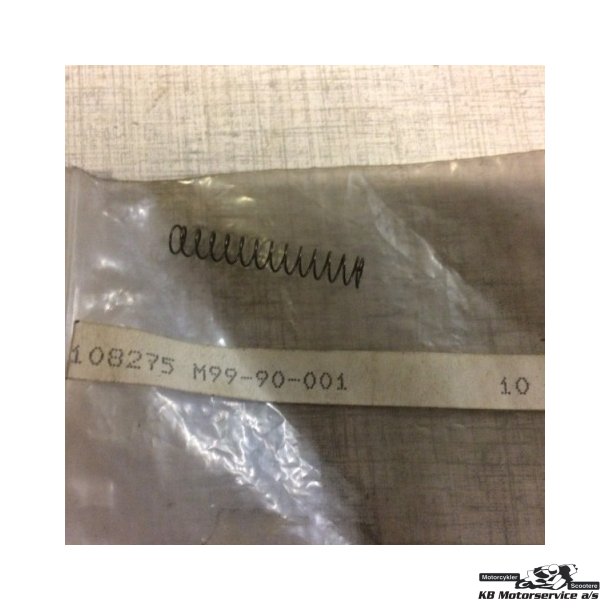 108275 M99-90-001 10
Motorcykler Scootere
KB Motorservice a/s